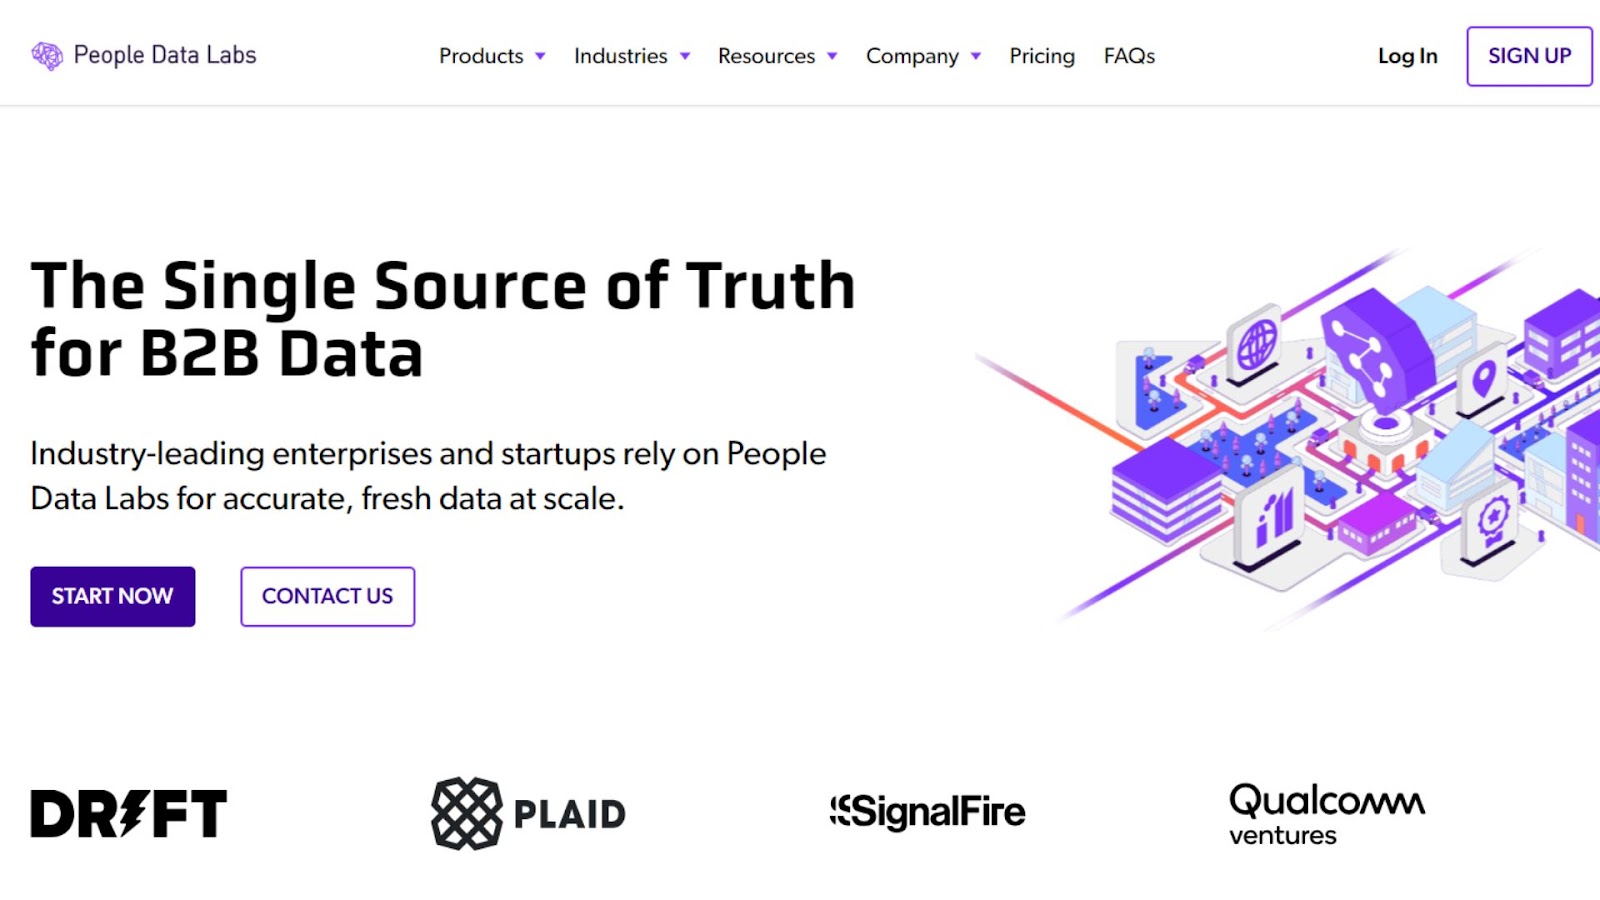 People Data Labs
Products Industries Resources Company Pricing FAQs
Log In SIGN UP
The Single Source of Truth
for B2B Data
Industry-leading enterprises and startups rely on People
Data Labs for accurate, fresh data at scale.
START NOW CONTACT US
DRIFT PLAID SignalFire Qualcomm
ventures